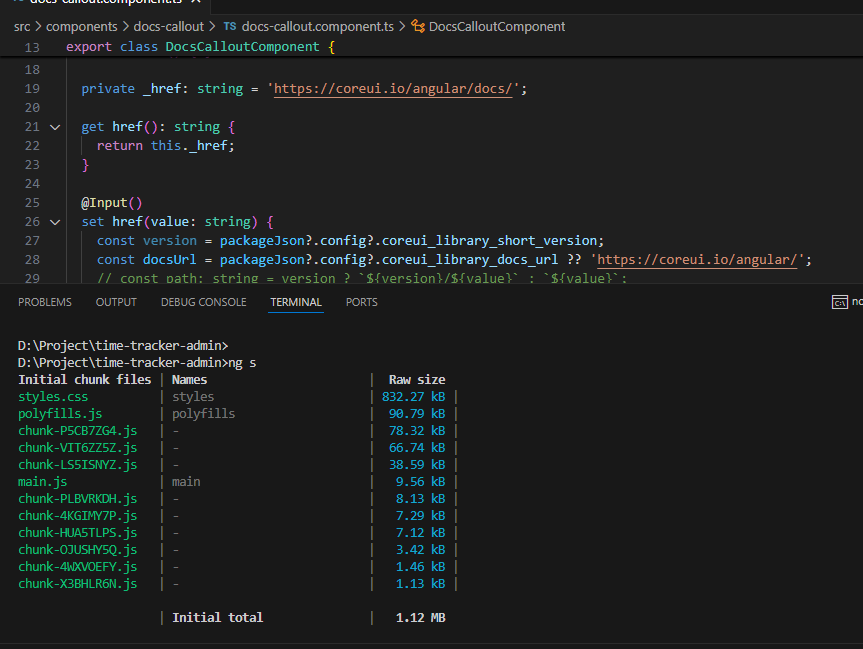 src > components > docs-callout > TS docs-callout.component.ts > DocsCalloutComponent
13 export class DocsCalloutComponent {
18
19 private _href: string = 'https://coreui.io/angular/docs/';
20
21 get href(): string {
22 return this._href;
23 }
24
25 @Input()
26 set href(value: string) {
27 const version = packageJson?.config?.coreui_library_short_version;
28 const docsUrl = packageJson?.config?.coreui_library_docs_url ?? 'https://coreui.io/angular/';
29 // const path: string = version ? `${version}/${value}` : `${value}`;
PROBLEMS OUTPUT DEBUG CONSOLE TERMINAL PORTS
D:\Project\time-tracker-admin>
D:\Project\time-tracker-admin>ng s
Initial chunk files | Names | Raw size
styles.css | styles | 832.27 kB |
polyfills.js | polyfills | 90.79 kB |
chunk-P5CB7ZG4.js | - | 78.32 kB |
chunk-VIT6ZZ5Z.js | - | 66.74 kB |
chunk-LS5ISNYZ.js | - | 38.59 kB |
main.js | main | 9.56 kB |
chunk-PLBVRKDH.js | - | 8.13 kB |
chunk-4KGIMY7P.js | - | 7.29 kB |
chunk-HUA5TLPS.js | - | 7.12 kB |
chunk-OJUSHY5Q.js | - | 3.42 kB |
chunk-4WXVOEFY.js | - | 1.46 kB |
chunk-X3BHLR6N.js | - | 1.13 kB |
| Initial total | 1.12 MB